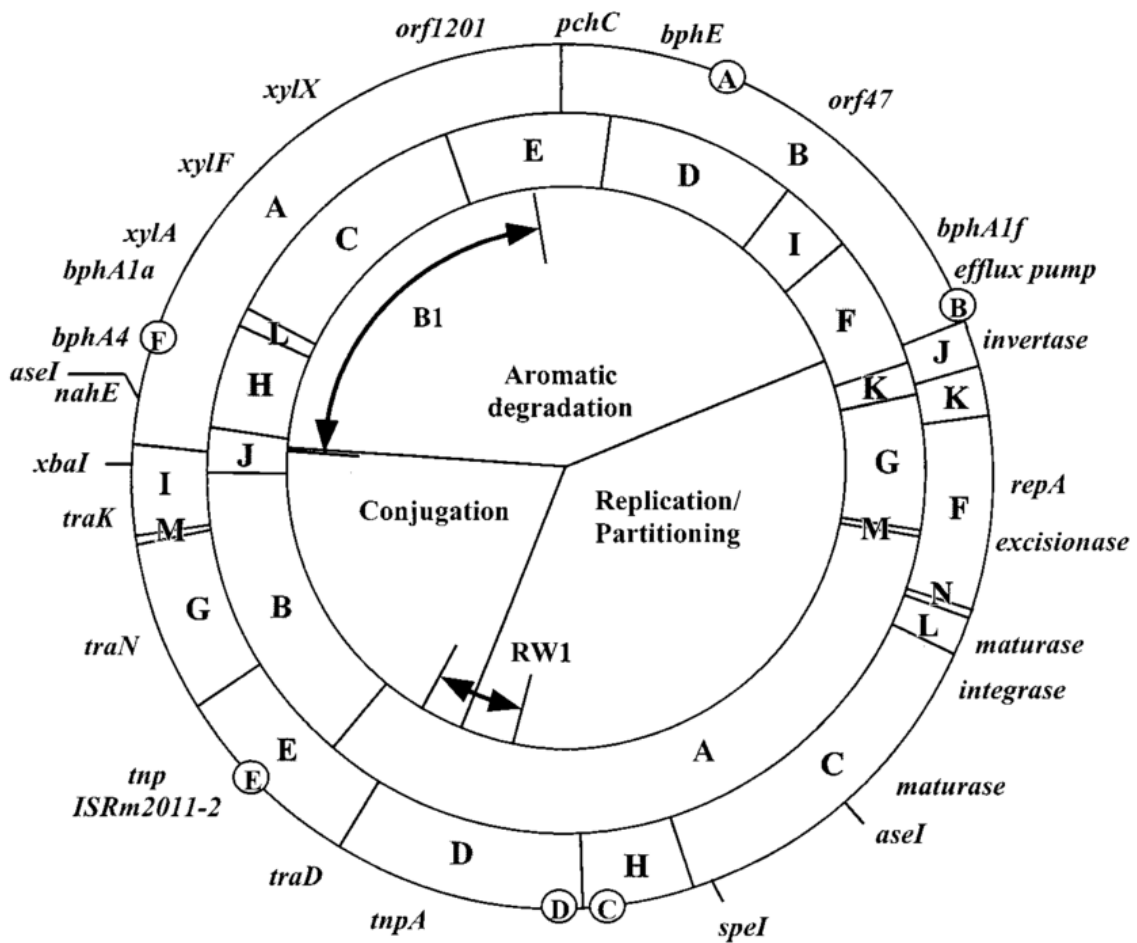 orf1201
pchC
bphE
A
orf47
xylX
B
E
D
xylF
A
C
I
bphA1f
xylA
efflux pump
bphA1a
B
B1
F
J
invertase
bphA4
F
L
aseI
nahE
H
Aromatic
degradation
K
K
xbaI
J
G
I
Conjugation
Replication/
Partitioning
F
repA
traK
M
M
excisionase
G
B
N
L
traN
RW1
maturase
integrase
E
A
C
tnp
ISRm2011-2
E
maturase
aseI
D
H
traD
tnpA
D
C
speI